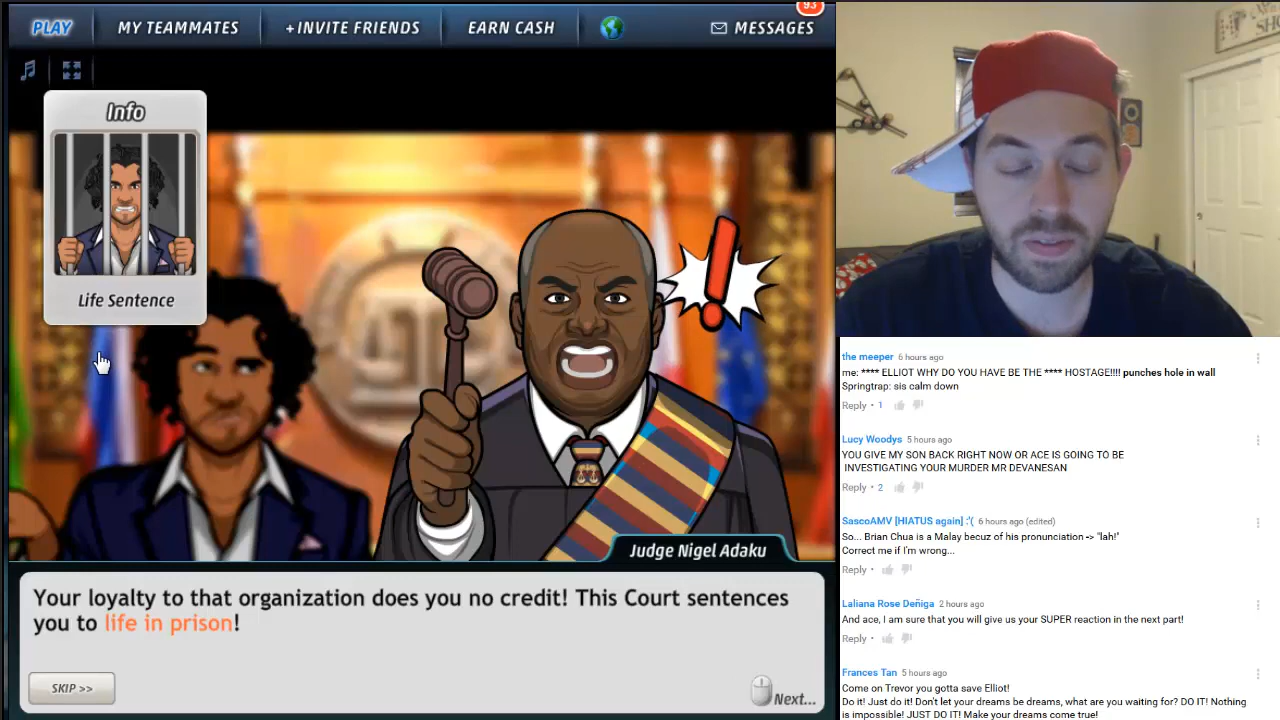 PLAY
MY TEAMMATES
+INVITE FRIENDS
EARN CASH
MESSAGES
93
Info
Life Sentence
Judge Nigel Adaku
Your loyalty to that organization does you no credit! This Court sentences
you to life in prison!
SKIP >>
Next...
the meeper 6 hours ago
me: **** ELLIOT WHY DO YOU HAVE BE THE **** HOSTAGE!!!! punches hole in wall
Springtrap: sis calm down
Reply • 1
Lucy Woodys 5 hours ago
YOU GIVE MY SON BACK RIGHT NOW OR ACE IS GOING TO BE
INVESTIGATING YOUR MURDER MR DEVANESAN
Reply • 2
SascoAMV [HIATUS again] :'( 6 hours ago (edited)
So... Brian Chua is a Malay becuz of his pronunciation -> "lah!"
Correct me if I'm wrong...
Reply •
Laliana Rose Deñiga 2 hours ago
And ace, I am sure that you will give us your SUPER reaction in the next part!
Reply •
Frances Tan 5 hours ago
Come on Trevor you gotta save Elliot!
Do it! Just do it! Don't let your dreams be dreams, what are you waiting for? DO IT! Nothing
is impossible! JUST DO IT! Make your dreams come true!